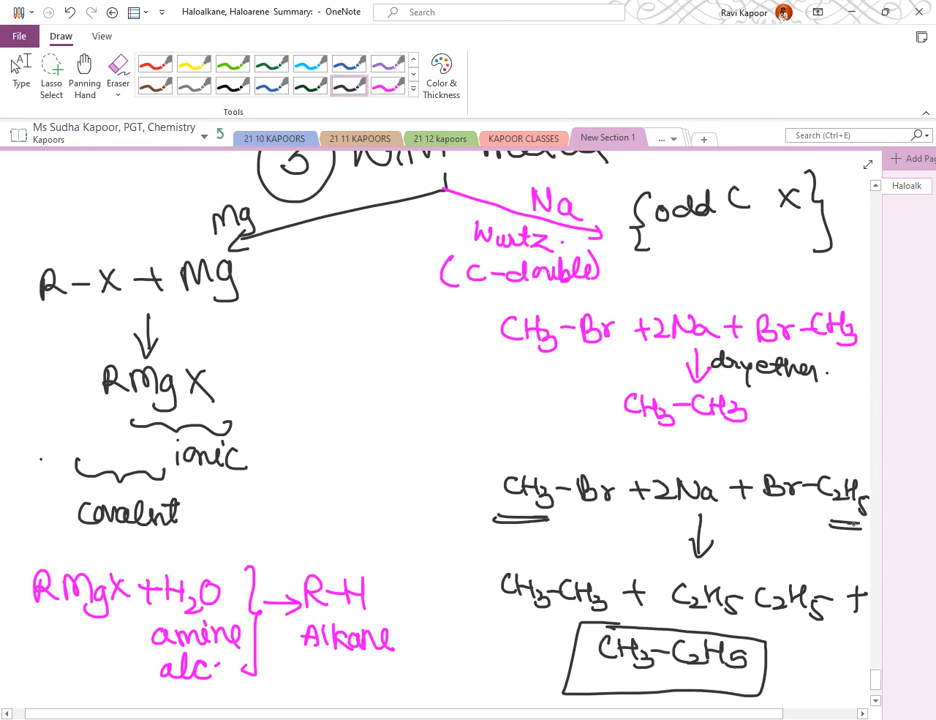 Haloalkane, Haloarene Summary: - OneNote
Search
Ravi Kapoor
File Draw View
Type
Lasso Select
Panning Hand
Eraser
Color & Thickness
Tools
Ms Sudha Kapoor, PGT, Chemistry
Kapoors
21 10 KAPOORS
21 11 KAPOORS
21 12 kapoors
KAPOOR CLASSES
New Section 1
...
+
Search (Ctrl+E)
Add Pag
Haloalk
3 With metal
Mg
Na
Wurtz.
(C-double)
{odd C X}
R-X + Mg
↓
RMgX
ionic
covalent
CH3-Br + 2Na + Br-CH3
↓ dry ether.
CH3-CH3
CH3-Br + 2Na + Br-C2H5
↓
CH3-CH3 + C2H5 C2H5 +
CH3-C2H5
RMgX + H2O } → R-H
amine Alkane
alc.